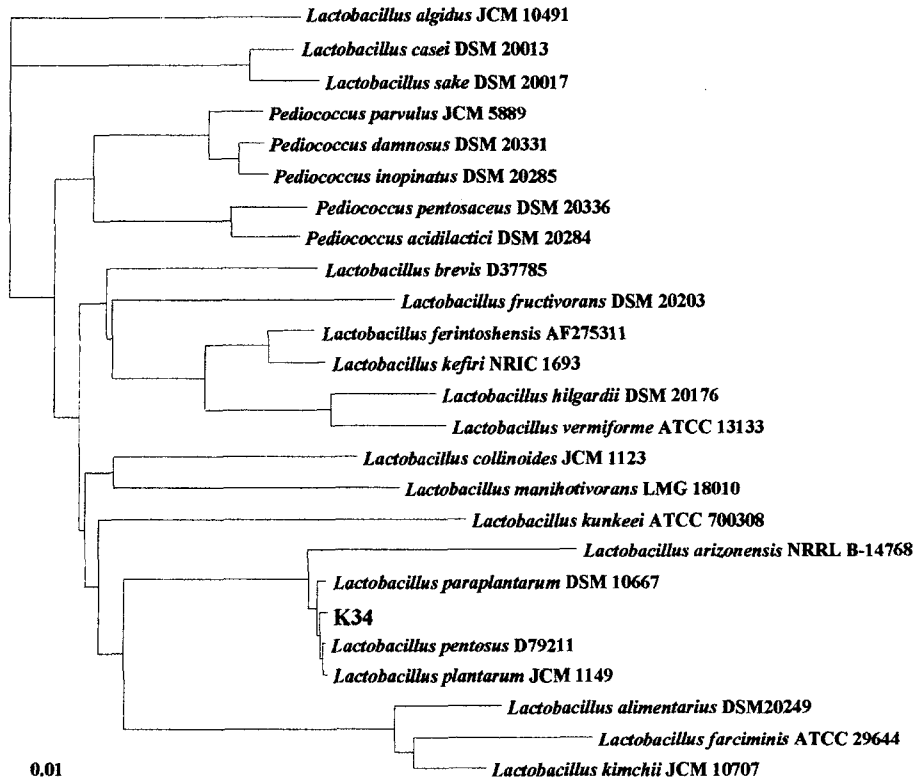 Lactobacillus algidus JCM 10491
Lactobacillus casei DSM 20013
Lactobacillus sake DSM 20017
Pediococcus parvulus JCM 5889
Pediococcus damnosus DSM 20331
Pediococcus inopinatus DSM 20285
Pediococcus pentosaceus DSM 20336
Pediococcus acidilactici DSM 20284
Lactobacillus brevis D37785
Lactobacillus fructivorans DSM 20203
Lactobacillus ferintoshensis AF275311
Lactobacillus kefiri NRIC 1693
Lactobacillus hilgardii DSM 20176
Lactobacillus vermiforme ATCC 13133
Lactobacillus collinoides JCM 1123
Lactobacillus manihotivorans LMG 18010
Lactobacillus kunkeei ATCC 700308
Lactobacillus arizonensis NRRL B-14768
Lactobacillus paraplantarum DSM 10667
K34
Lactobacillus pentosus D79211
Lactobacillus plantarum JCM 1149
Lactobacillus alimentarius DSM20249
Lactobacillus farciminis ATCC 29644
Lactobacillus kimchii JCM 10707
0.01